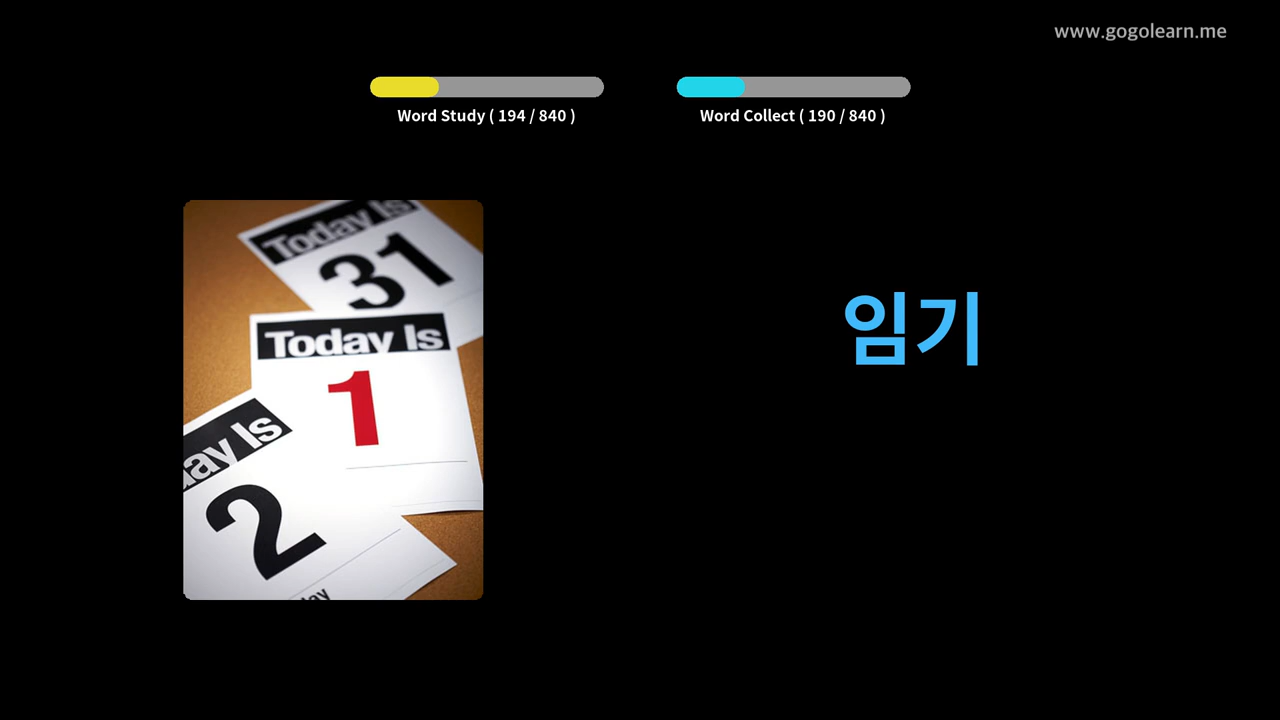 www.gogolearn.me
Word Study ( 194 / 840 )
Word Collect ( 190 / 840 )
Today Is
31
Today Is
1
ay Is
2
임기